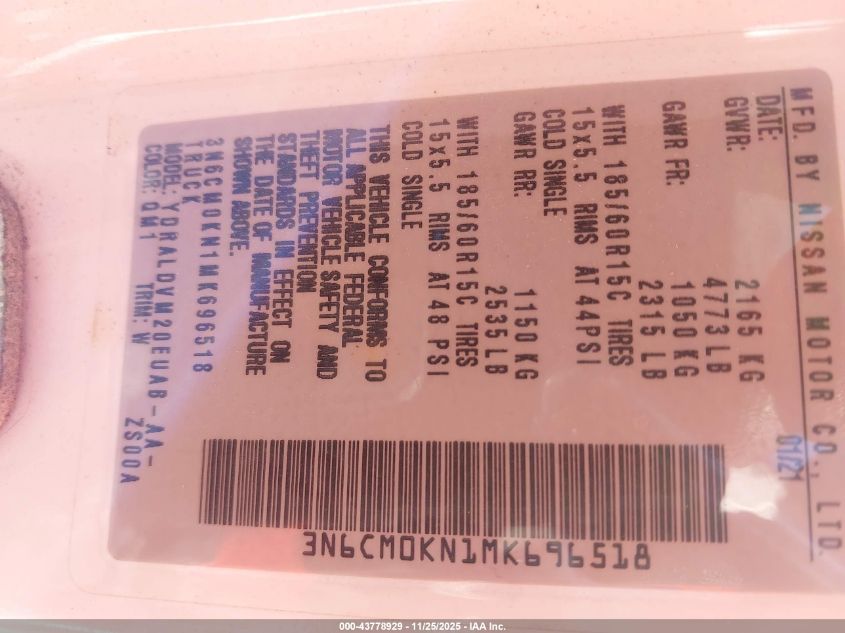 MFD. BY NISSAN MOTOR CO., LTD.
DATE: 01/21
GVWR: 2165 KG
4773 LB
GAWR FR: 1050 KG
2315 LB
WITH 185/60R15C TIRES
15x5.5 RIMS AT 44PSI
COLD SINGLE
GAWR RR: 1150 KG
2535 LB
WITH 185/60R15C TIRES
15x5.5 RIMS AT 48 PSI
COLD SINGLE
THIS VEHICLE CONFORMS TO
ALL APPLICABLE FEDERAL
MOTOR VEHICLE SAFETY AND
THEFT PREVENTION
STANDARDS IN EFFECT ON
THE DATE OF MANUFACTURE
SHOWN ABOVE.
3N6CM0KN1MK696518
TRUCK
MODEL: YDRALDVM20EUAB-AA-
ZS00A
COLOR: QM1 TRIM: W
3N6CM0KN1MK696518
000-43778929 - 11/25/2025 - IAA Inc.